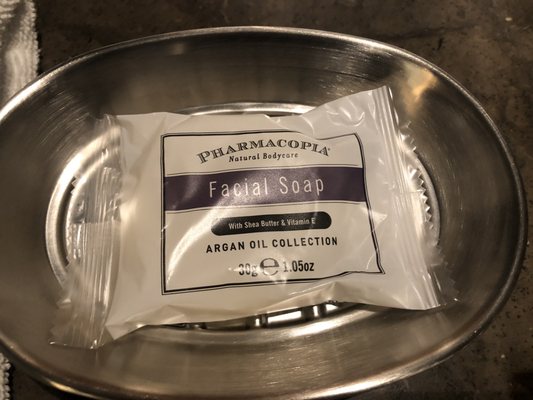 PHARMACOPIA
Natural Bodycare
Facial Soap
With Shea Butter & Vitamin E
ARGAN OIL COLLECTION
30g ℮ 1.05oz